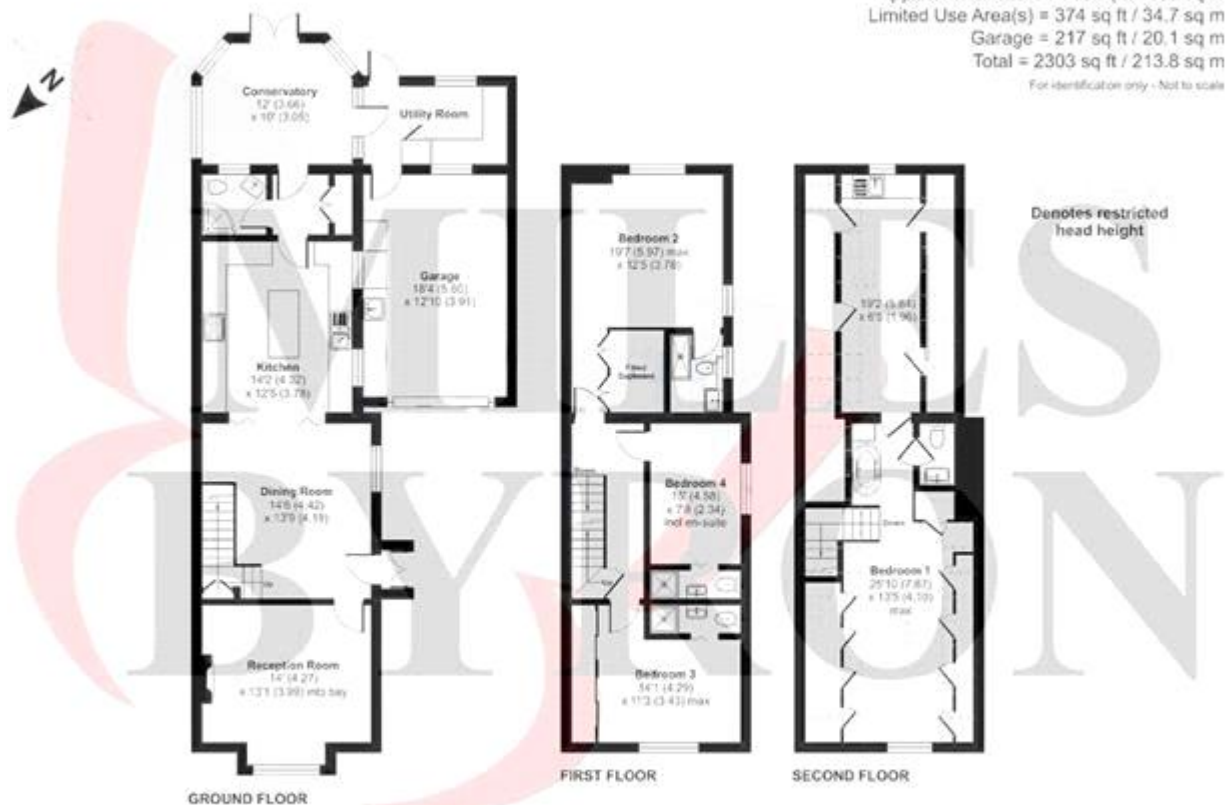 Limited Use Area(s) = 374 sq ft / 34.7 sq m
Garage = 217 sq ft / 20.1 sq m
Total = 2303 sq ft / 213.8 sq m
For identification only - Not to scale
N
Conservatory
12' (3.66)
x 10' (3.05)
Utility Room
Garage
18'4 (5.60)
x 12'10 (3.91)
Kitchen
14'2 (4.32)
x 12'5 (3.78)
Dining Room
14'6 (4.42)
x 13'9 (4.19)
Up
Reception Room
14' (4.27)
x 13'1 (3.99) into bay
GROUND FLOOR
Bedroom 2
19'7 (5.97) max
x 12'5 (3.78)
Fitted
Cupboard
Down
Bedroom 4
15' (4.58)
x 7'8 (2.34)
incl en-suite
Up
Bedroom 3
14'1 (4.29)
x 11'3 (3.43) max
FIRST FLOOR
19'2 (5.84)
x 6'5 (1.96)
Down
Bedroom 1
25'10 (7.87)
x 13'5 (4.10)
max
SECOND FLOOR
Denotes restricted
head height
MILES
BYRON